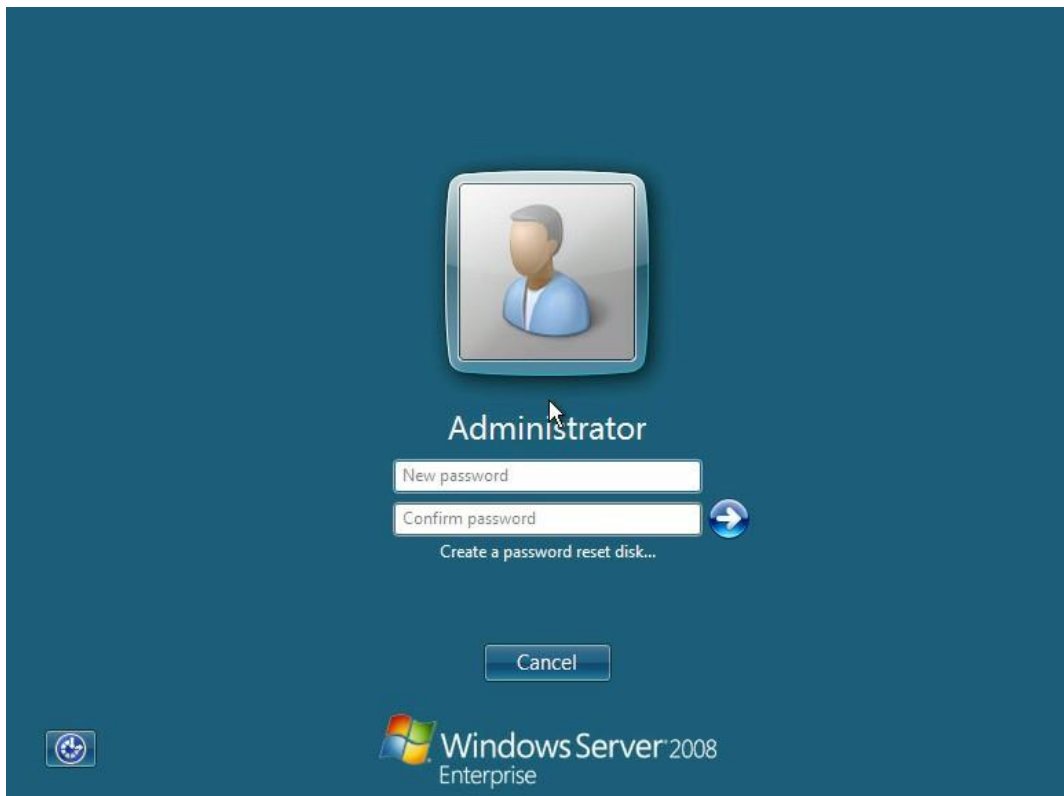 Administrator
New password
Confirm password
Create a password reset disk...
Cancel
Windows Server 2008
Enterprise